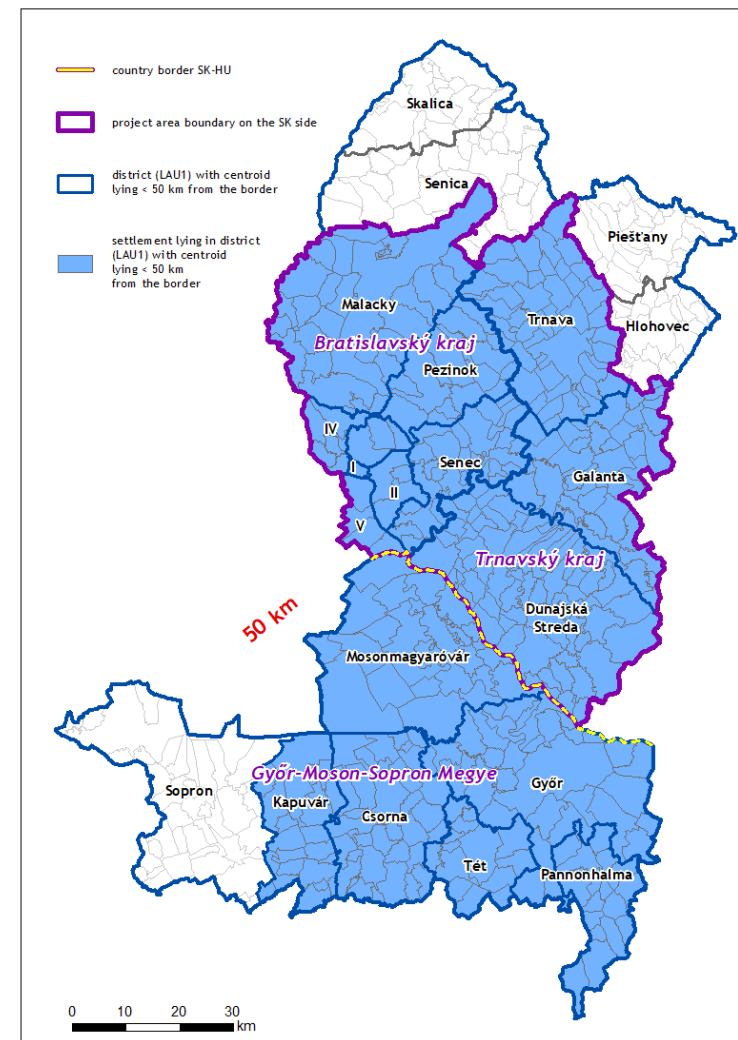 country border SK-HU
project area boundary on the SK side
district (LAU1) with centroid
lying < 50 km from the border
settlement lying in district
(LAU1) with centroid
lying < 50 km
from the border
Skalica
Senica
Piešťany
Hlohovec
Malacky
Trnava
Bratislavský kraj
Pezinok
IV
I
II
V
Senec
Galanta
Trnavský kraj
Dunajská
Streda
50 km
Mosonmagyaróvár
Győr-Moson-Sopron Megye
Sopron
Kapuvár
Csorna
Győr
Tét
Pannonhalma
0 10 20 30
km